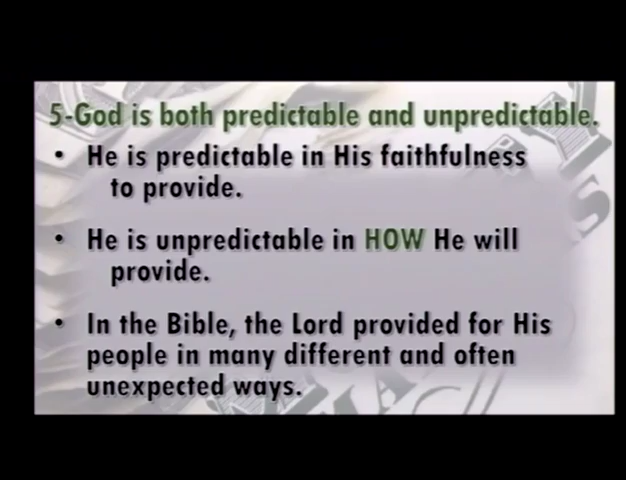 5-God is both predictable and unpredictable.
• He is predictable in His faithfulness
to provide.
• He is unpredictable in HOW He will
provide.
• In the Bible, the Lord provided for His
people in many different and often
unexpected ways.